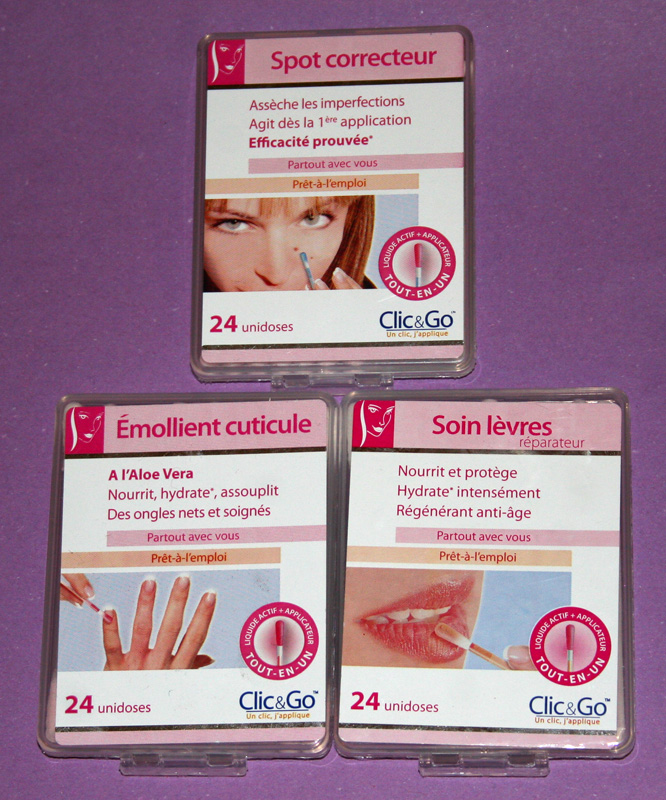 Spot correcteur
Assèche les imperfections
Agit dès la 1ère application
Efficacité prouvée*
Partout avec vous
Prêt-à-l'emploi
LIQUIDE ACTIF + APPLICATEUR
TOUT-EN-UN
24 unidoses
Clic&Go™
Un clic, j'applique
Émollient cuticule
A l'Aloe Vera
Nourrit, hydrate*, assouplit
Des ongles nets et soignés
Partout avec vous
Prêt-à-l'emploi
LIQUIDE ACTIF + APPLICATEUR
TOUT-EN-UN
24 unidoses
Clic&Go™
Un clic, j'applique
Soin lèvres
réparateur
Nourrit et protège
Hydrate* intensément
Régénérant anti-âge
Partout avec vous
Prêt-à-l'emploi
LIQUIDE ACTIF + APPLICATEUR
TOUT-EN-UN
24 unidoses
Clic&Go™
Un clic, j'applique